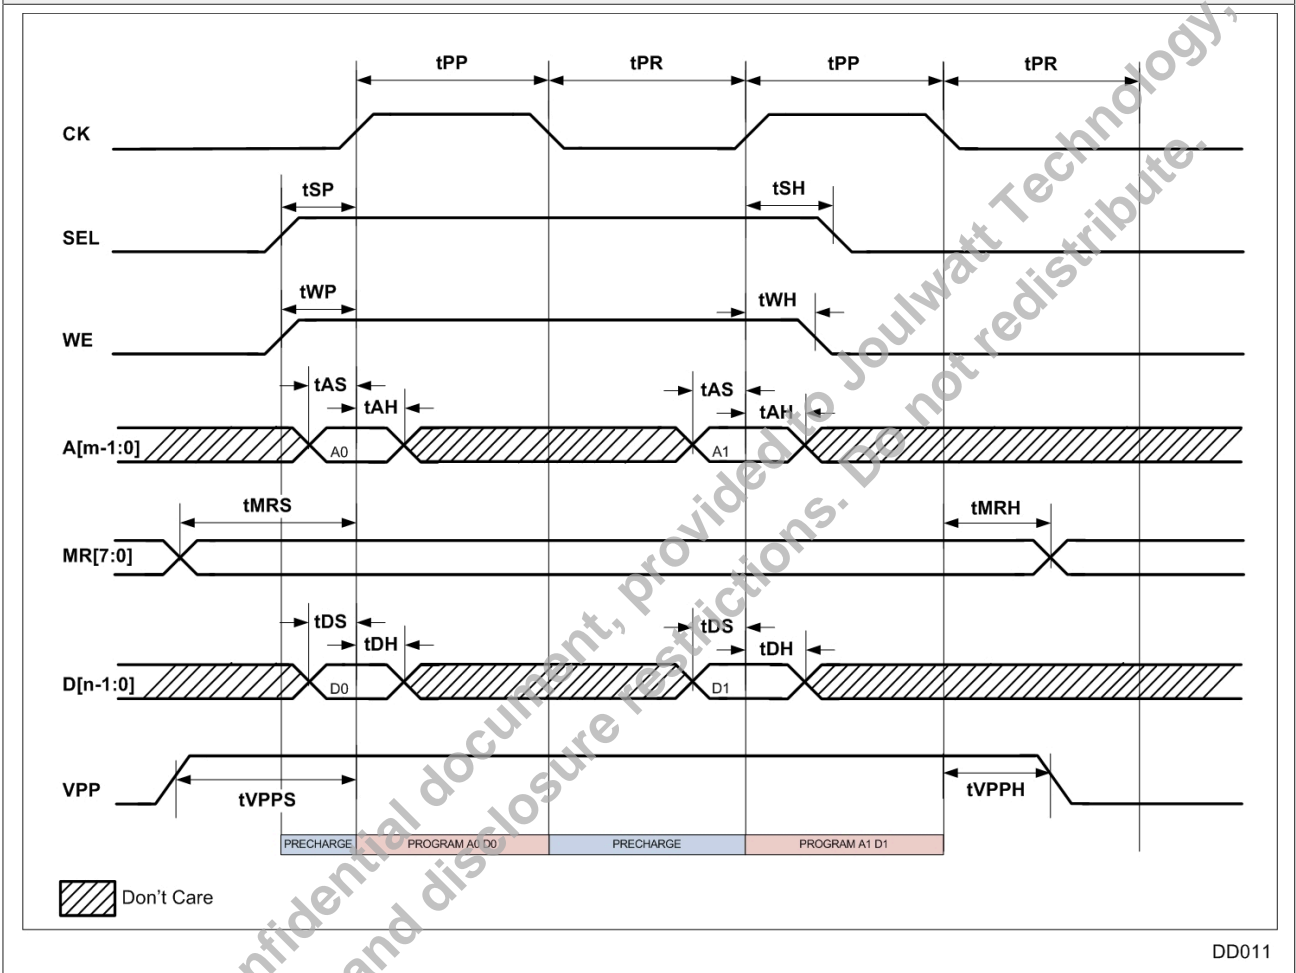 tPP tPR tPP tPR
CK
tSP tSH
SEL
tWP tWH
WE
tAS tAS
tAH tAH
A[m-1:0] A0 A1
tMRS tMRH
MR[7:0]
tDS tDS
tDH tDH
D[n-1:0] D0 D1
VPP
tVPPS tVPPH
PRECHARGE PROGRAM A0 D0 PRECHARGE PROGRAM A1 D1
Don't Care
DD011
nfidential document, provided to Joulwatt Technology,
and disclosure restrictions. Do not redistribute.